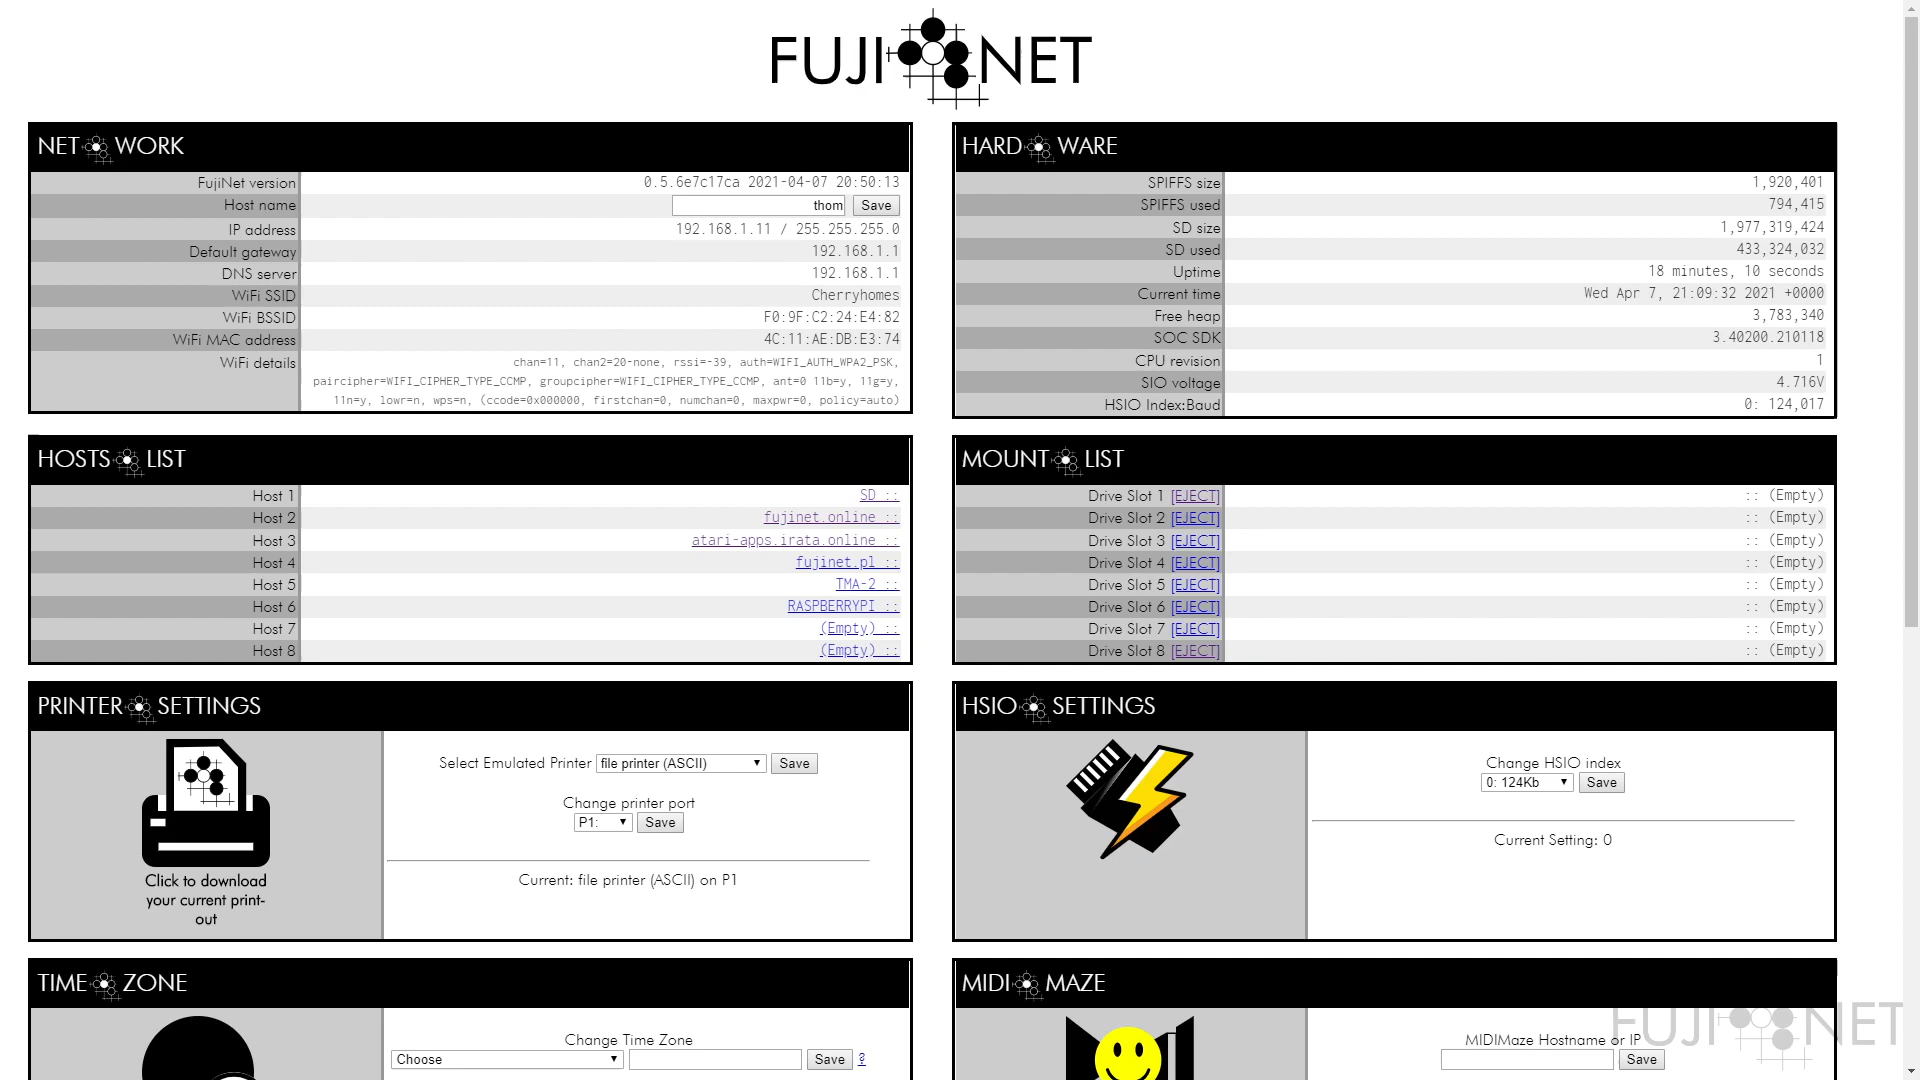 FUJI NET
NET WORK
FujiNet version 0.5.6e7c17ca 2021-04-07 20:50:13
Host name thom Save
IP address 192.168.1.11 / 255.255.255.0
Default gateway 192.168.1.1
DNS server 192.168.1.1
WiFi SSID Cherryhomes
WiFi BSSID F0:9F:C2:24:E4:82
WiFi MAC address 4C:11:AE:DB:E3:74
WiFi details chan=11, chan2=20-none, rssi=-39, auth=WIFI_AUTH_WPA2_PSK,
paircipher=WIFI_CIPHER_TYPE_CCMP, groupcipher=WIFI_CIPHER_TYPE_CCMP, ant=0 11b=y, 11g=y,
11n=y, lowr=n, wps=n, (ccode=0x000000, firstchan=0, numchan=0, maxpwr=0, policy=auto)
HARD WARE
SPIFFS size 1,920,401
SPIFFS used 794,415
SD size 1,977,319,424
SD used 433,324,032
Uptime 18 minutes, 10 seconds
Current time Wed Apr 7, 21:09:32 2021 +0000
Free heap 3,783,340
SOC SDK 3.40200.210118
CPU revision 1
SIO voltage 4.716V
HSIO Index:Baud 0: 124,017
HOSTS LIST
Host 1 SD ::
Host 2 fujinet.online ::
Host 3 atari-apps.irata.online ::
Host 4 fujinet.pl ::
Host 5 TMA-2 ::
Host 6 RASPBERRYPI ::
Host 7 (Empty) ::
Host 8 (Empty) ::
MOUNT LIST
Drive Slot 1 [EJECT] :: (Empty)
Drive Slot 2 [EJECT] :: (Empty)
Drive Slot 3 [EJECT] :: (Empty)
Drive Slot 4 [EJECT] :: (Empty)
Drive Slot 5 [EJECT] :: (Empty)
Drive Slot 6 [EJECT] :: (Empty)
Drive Slot 7 [EJECT] :: (Empty)
Drive Slot 8 [EJECT] :: (Empty)
PRINTER SETTINGS
Click to download
your current print-
out
Select Emulated Printer file printer (ASCII) Save
Change printer port
P1: Save
Current: file printer (ASCII) on P1
HSIO SETTINGS
Change HSIO index
0: 124Kb Save
Current Setting: 0
TIME ZONE
Change Time Zone
Choose Save ?
MIDI MAZE
MIDIMaze Hostname or IP
Save
FUJI NET